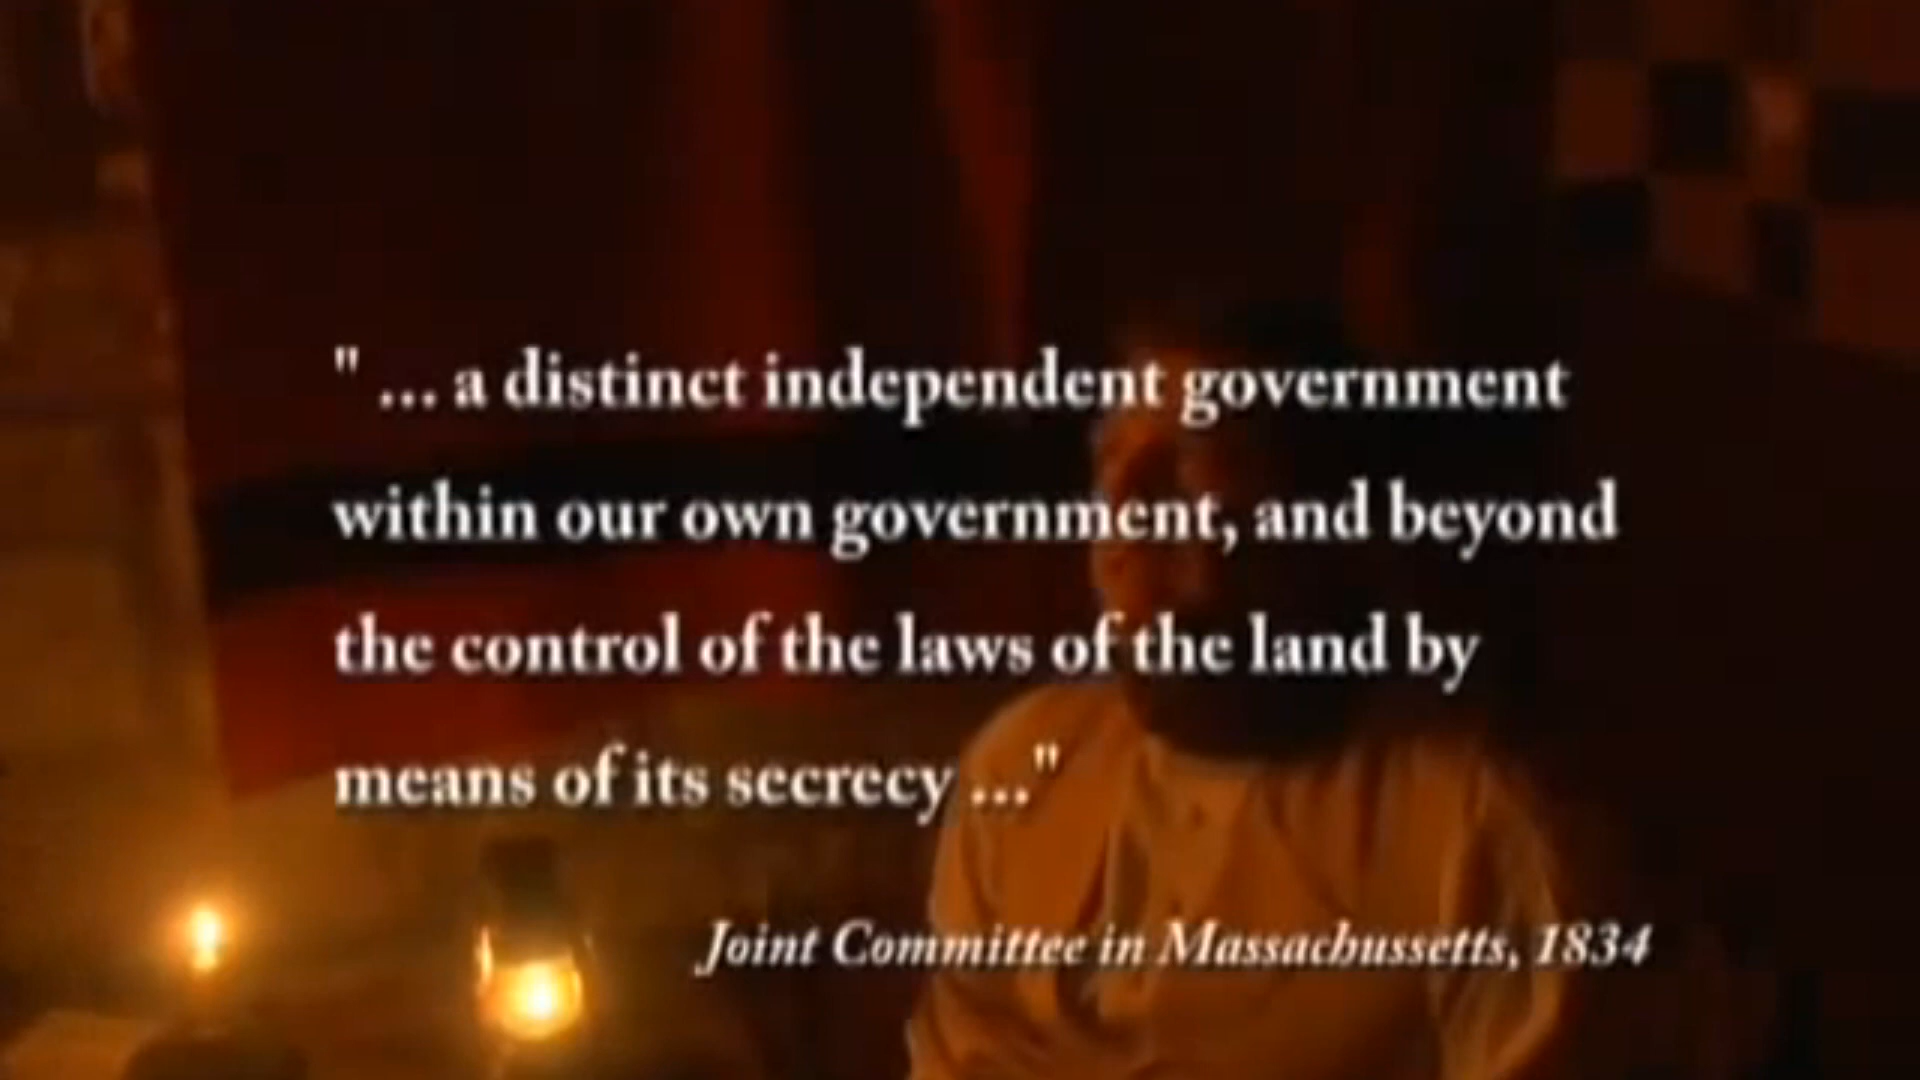 " ... a distinct independent government
within our own government, and beyond
the control of the laws of the land by
means of its secrecy ..."
Joint Committee in Massachussetts, 1834